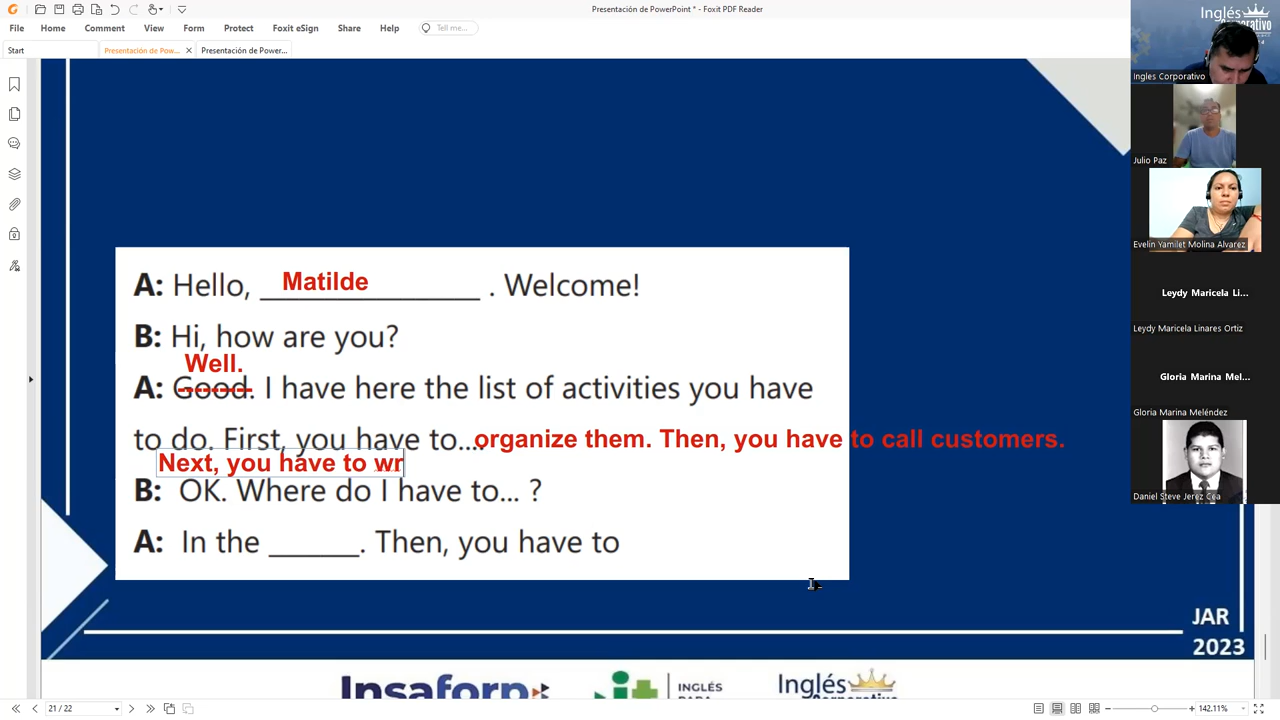 Presentación de PowerPoint * - Foxit PDF Reader
File Home Comment View Form Protect Foxit eSign Share Help Tell me...
Start Presentación de Pow... Presentación de Power...
Inglés
Corporativo
Ingles Corporativo
Julio Paz
Evelin Yamilet Molina Alvarez
Leydy Maricela Li...
Leydy Maricela Linares Ortiz
Gloria Marina Mel...
Gloria Marina Meléndez
Daniel Steve Jerez Cea
A: Hello, Matilde . Welcome!
B: Hi, how are you?
Well.
A: Good. I have here the list of activities you have
to do. First, you have to...organize them. Then, you have to call customers.
Next, you have to wr
B: OK. Where do I have to... ?
A: In the ______. Then, you have to
JAR
2023
Insaforp
INGLÉS
Inglés
Corporativo
21 / 22
142.11%